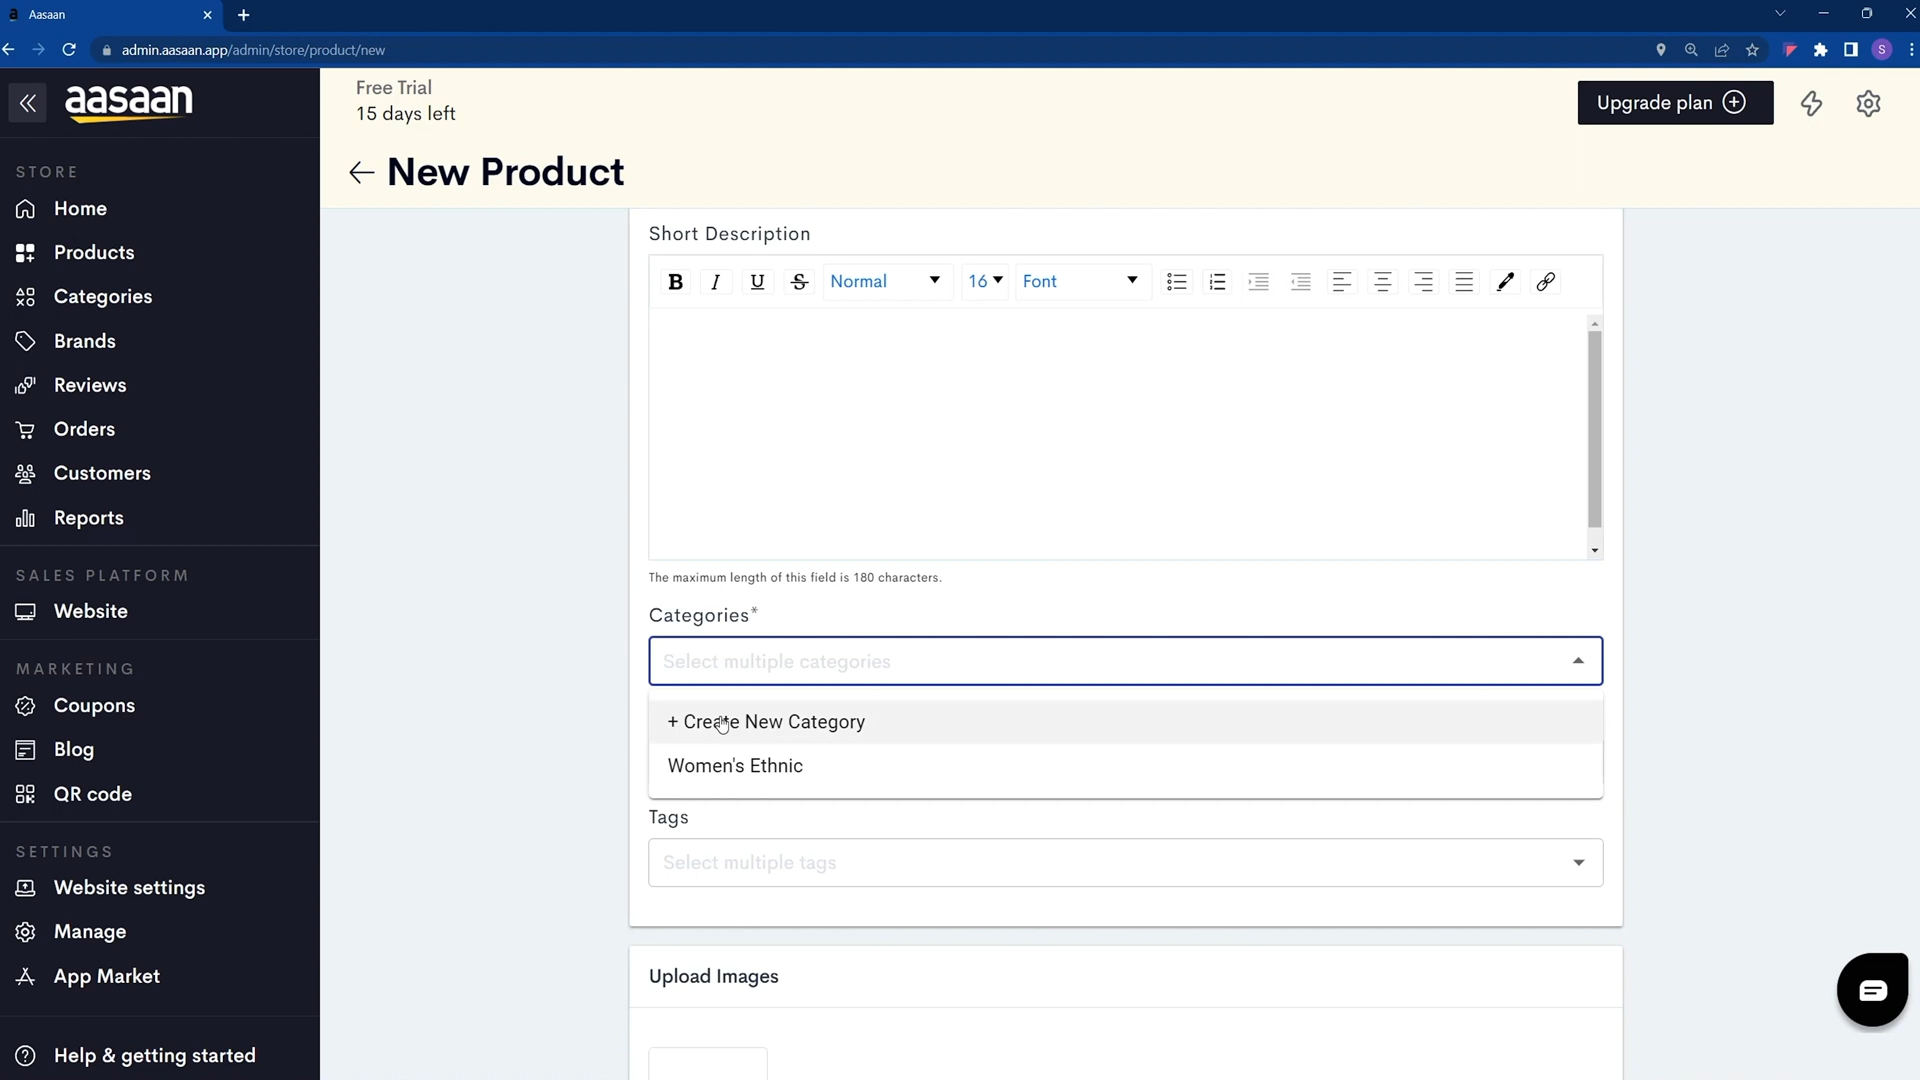 Aasaan
admin.aasaan.app/admin/store/product/new
S
aasaan
Free Trial
15 days left
Upgrade plan
New Product
STORE
Home
Products
Categories
Brands
Reviews
Orders
Customers
Reports
SALES PLATFORM
Website
MARKETING
Coupons
Blog
QR code
SETTINGS
Website settings
Manage
App Market
Help & getting started
Short Description
B I U S Normal 16 Font
The maximum length of this field is 180 characters.
Categories*
Select multiple categories
+ Create New Category
Women's Ethnic
Tags
Select multiple tags
Upload Images